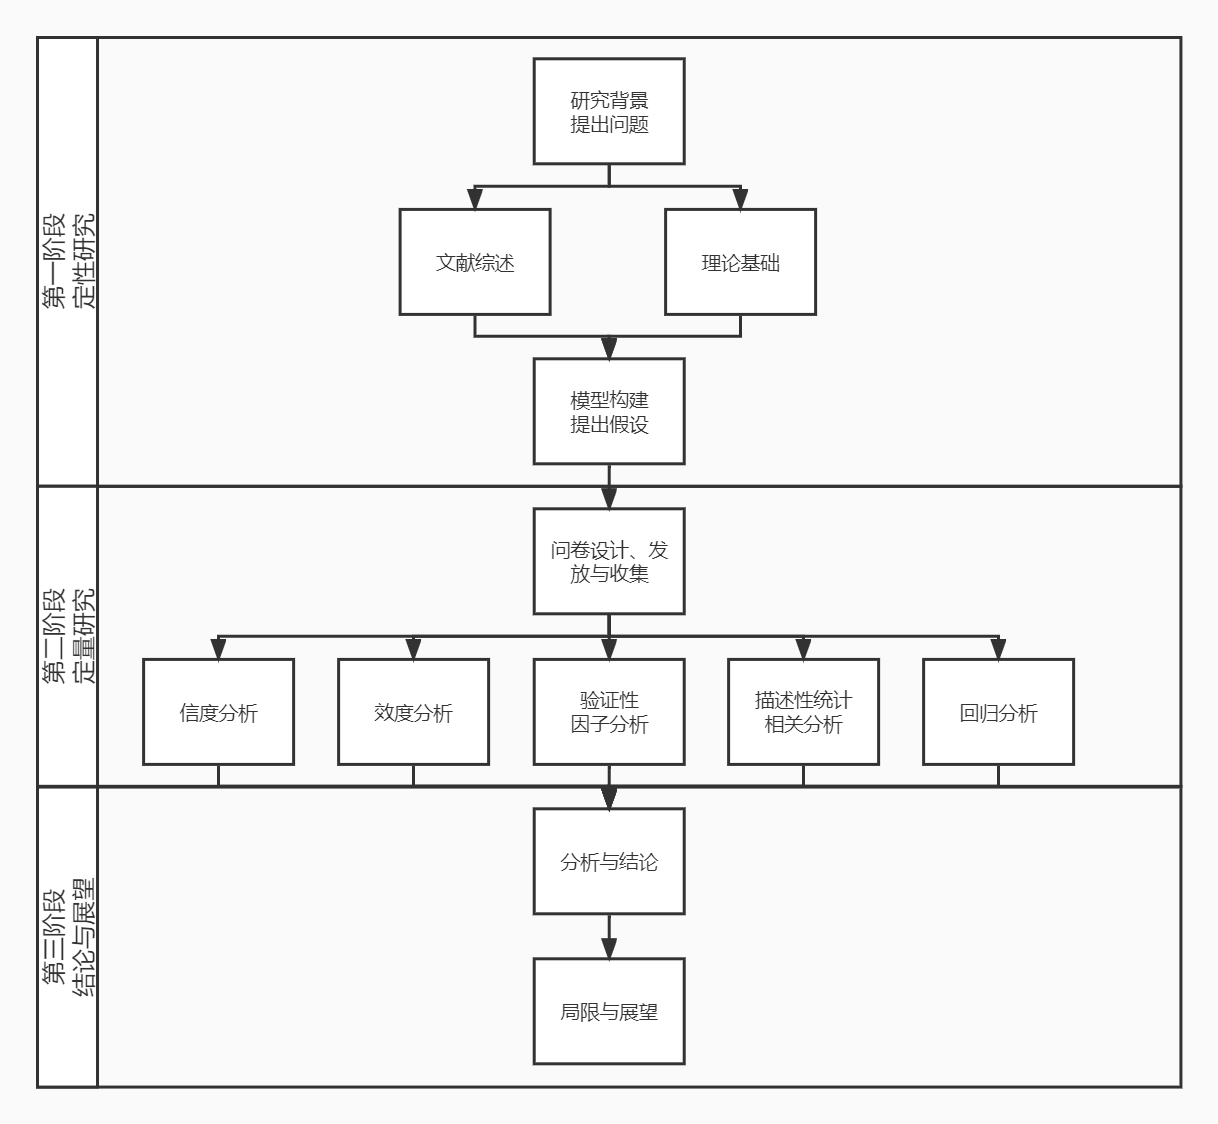 第一阶段
定性研究
研究背景
提出问题
文献综述
理论基础
模型构建
提出假设
第二阶段
定量研究
问卷设计、发
放与收集
信度分析
效度分析
验证性
因子分析
描述性统计
相关分析
回归分析
第三阶段
结论与展望
分析与结论
局限与展望